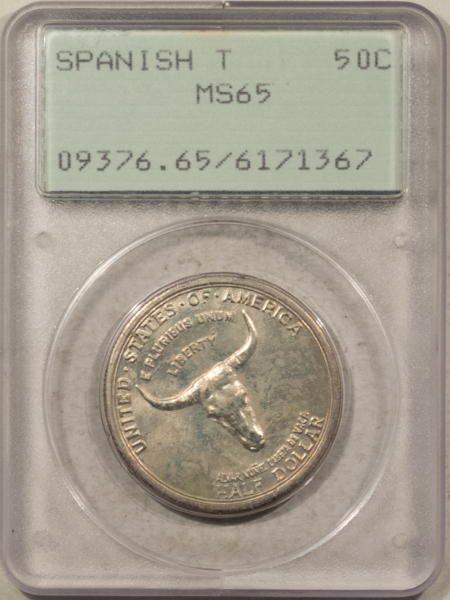 SPANISH T 50C
MS65
09376.65/6171367
UNITED·STATES·OF·AMERICA
E PLURIBUS UNUM
LIBERTY
HALF DOLLAR